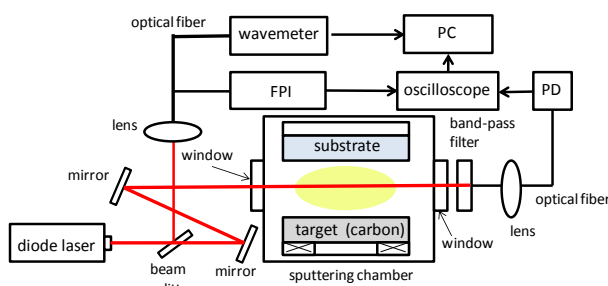 optical fiber
wavemeter
PC
FPI
oscilloscope
PD
lens
band-pass
filter
substrate
window
mirror
optical fiber
target (carbon)
lens
window
diode laser
beam
mirror
sputtering chamber